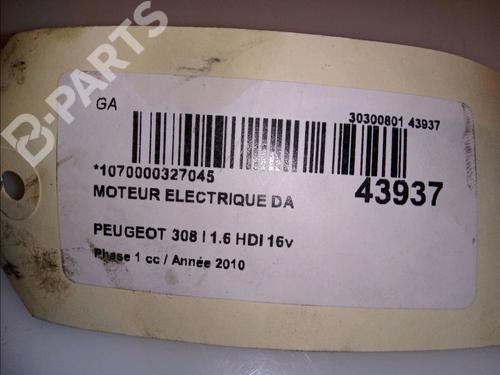 B-PARTS
GA
30300801 43937
*1070000327045
43937
MOTEUR ELECTRIQUE DA
PEUGEOT 308 I 1.6 HDI 16v
Phase 1 cc / Année 2010